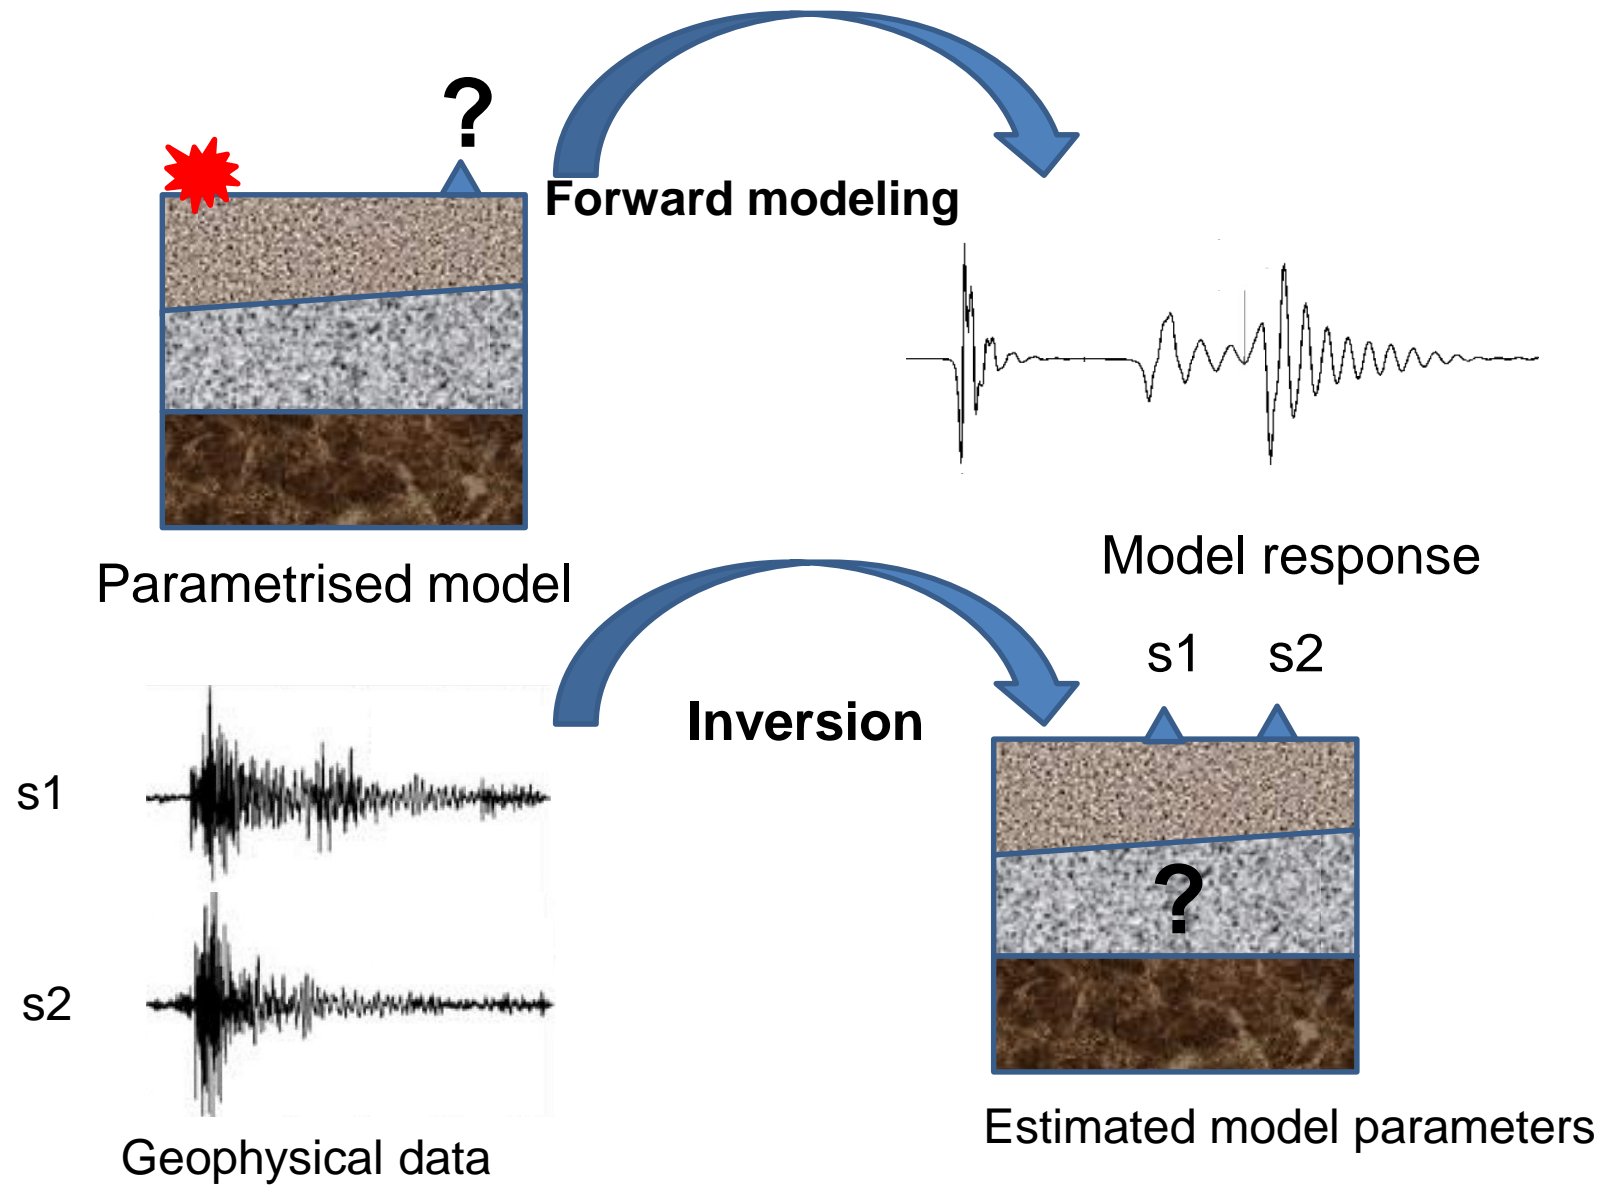 ?
Forward modeling
Model response
Parametrised model
s1 s2
Inversion
s1
?
s2
Estimated model parameters
Geophysical data